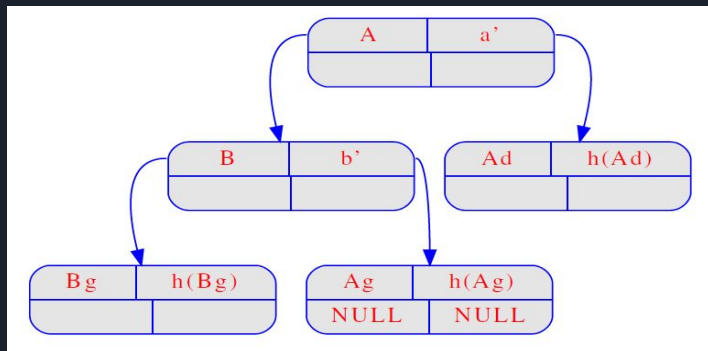 A a’
B b’
Ad h(Ad)
Bg h(Bg)
Ag h(Ag)
NULL NULL